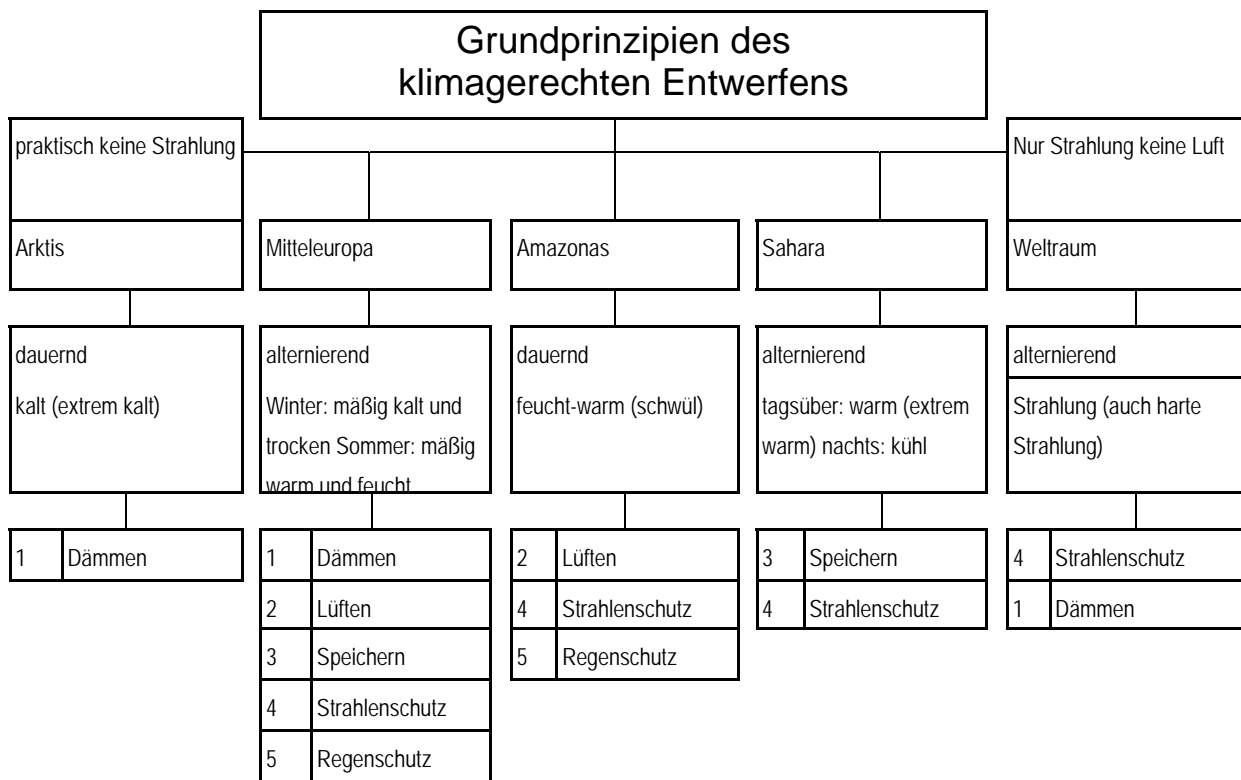 Grundprinzipien des
klimagerechten Entwerfens
praktisch keine Strahlung
Nur Strahlung keine Luft
Arktis
Mitteleuropa
Amazonas
Sahara
Weltraum
dauernd
kalt (extrem kalt)
alternierend
Winter: mäßig kalt und
trocken Sommer: mäßig
warm und feucht
dauernd
feucht-warm (schwül)
alternierend
tagsüber: warm (extrem
warm) nachts: kühl
alternierend
Strahlung (auch harte
Strahlung)
1 Dämmen
1 Dämmen
2 Lüften
3 Speichern
4 Strahlenschutz
5 Regenschutz
2 Lüften
4 Strahlenschutz
5 Regenschutz
3 Speichern
4 Strahlenschutz
4 Strahlenschutz
1 Dämmen